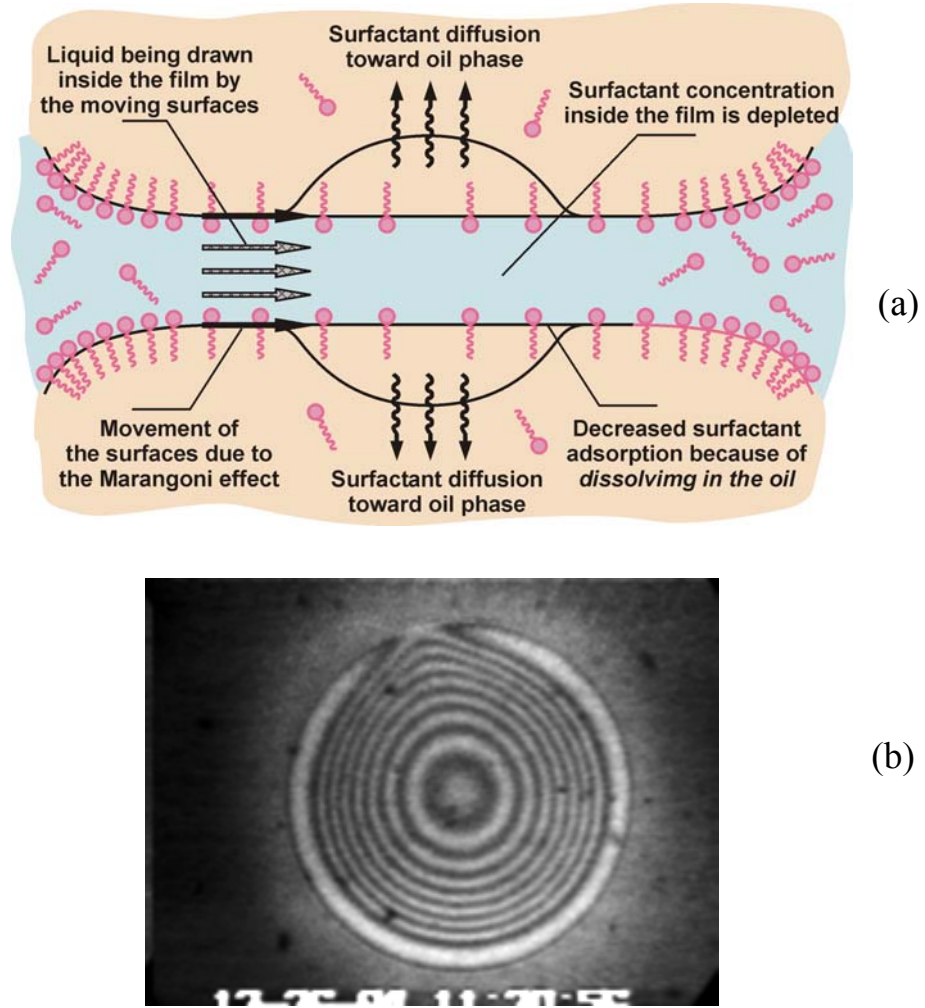 Liquid being drawn
inside the film by
the moving surfaces
Surfactant diffusion
toward oil phase
Surfactant concentration
inside the film is depleted
(a)
Movement of
the surfaces due to
the Marangoni effect
Surfactant diffusion
toward oil phase
Decreased surfactant
adsorption because of
dissolvimg in the oil
(b)